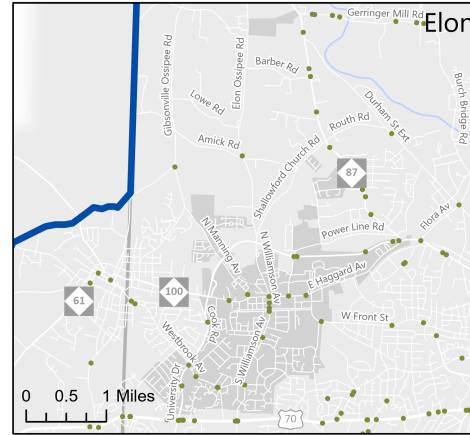 Gerringer Mill Rd
Elon
Gibsonville Ossipee Rd
Elon Ossipee Rd
Barber Rd
Burch Bridge Rd
Lowe Rd
Durham St Ext
Amick Rd
Route Rd
Shallowford Church Rd
87
Flora Av
N Manning Av
N Williamson Av
Power Line Rd
E Haggard Av
61
100
Cook Rd
W Front St
Westbrook Av
S Williamson Av
University Dr
0 0.5 1 Miles
70